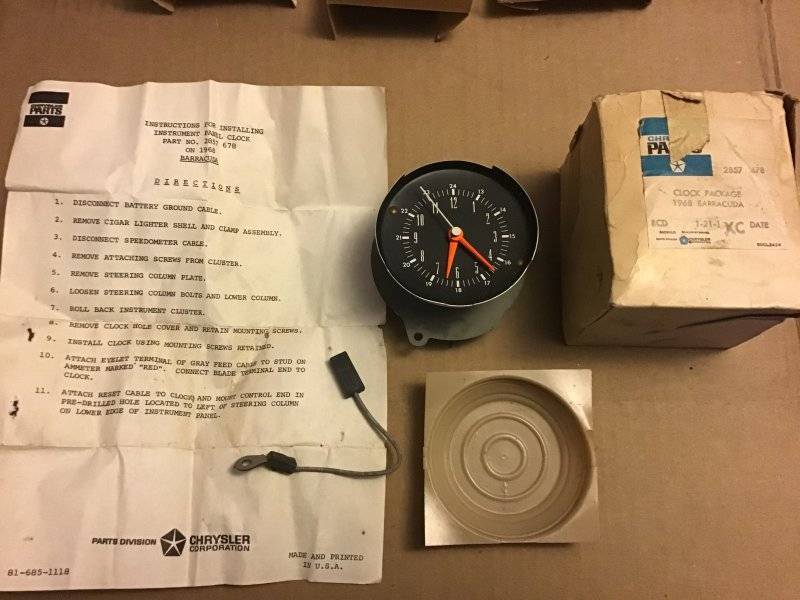 CHRYSLER
PARTS
INSTRUCTIONS FOR INSTALLING
INSTRUMENT PANEL CLOCK
PART NO. 2857 678
ON 1968
BARRACUDA
DIRECTIONS
1. DISCONNECT BATTERY GROUND CABLE.
2. REMOVE CIGAR LIGHTER SHELL AND CLAMP ASSEMBLY.
3. DISCONNECT SPEEDOMETER CABLE.
4. REMOVE ATTACHING SCREWS FROM CLUSTER.
5. REMOVE STEERING COLUMN PLATE.
6. LOOSEN STEERING COLUMN BOLTS AND LOWER COLUMN.
7. ROLL BACK INSTRUMENT CLUSTER.
8. REMOVE CLOCK HOLE COVER AND RETAIN MOUNTING SCREWS.
9. INSTALL CLOCK USING MOUNTING SCREWS RETAINED.
10. ATTACH EYELET TERMINAL OF GRAY FEED CABLE TO STUD ON
AMMETER MARKED "RED". CONNECT BLADE TERMINAL END TO
CLOCK.
11. ATTACH RESET CABLE TO CLOCK AND MOUNT CONTROL END IN
PRE-DRILLED HOLE LOCATED TO LEFT OF STEERING COLUMN
ON LOWER EDGE OF INSTRUMENT PANEL.
PARTS DIVISION CHRYSLER
CORPORATION
MADE AND PRINTED
IN U.S.A.
81-685-1118
24 13 16 17 18 19 20 21 22 23
12 1 2 3 4 5 6 7 8 9 10 11
CHR
PA
2857 678
CLOCK PACKAGE
1968 BARRACUDA
1-21-1 XC DATE